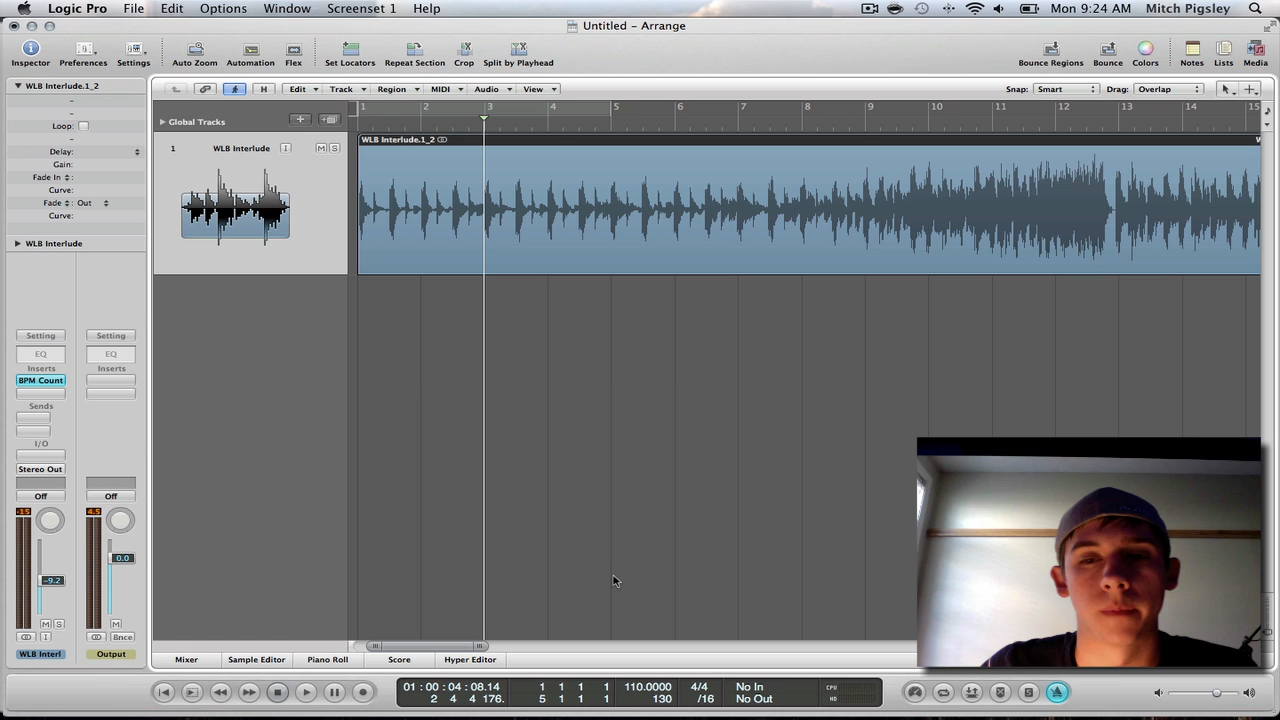 Logic Pro File Edit Options Window Screenset 1 Help Mon 9:24 AM Mitch Pigsley
Untitled – Arrange
Inspector Preferences Settings Auto Zoom Automation Flex Set Locators Repeat Section Crop Split by Playhead Bounce Regions Bounce Colors Notes Lists Media
WLB Interlude.1_2
H Edit Track Region MIDI Audio View Snap: Smart Drag: Overlap
1 2 3 4 5 6 7 8 9 10 11 12 13 14 15
Global Tracks
Loop:
Delay:
Gain:
Fade In :
Curve:
Fade : Out
Curve:
WLB Interlude
1 WLB Interlude I M S
WLB Interlude.1_2
Setting Setting
EQ EQ
Inserts Inserts
BPM Count
Sends
I/O
Stereo Out
Off Off
-15 4.5
-9.2 0.0
M S M
I Bnce
WLB Interl Output
Mixer Sample Editor Piano Roll Score Hyper Editor
01 : 00 : 04 : 08.14 1 1 1 1 110.0000 4/4 No In CPU
2 4 4 176. 5 1 1 1 130 /16 No Out HD
S